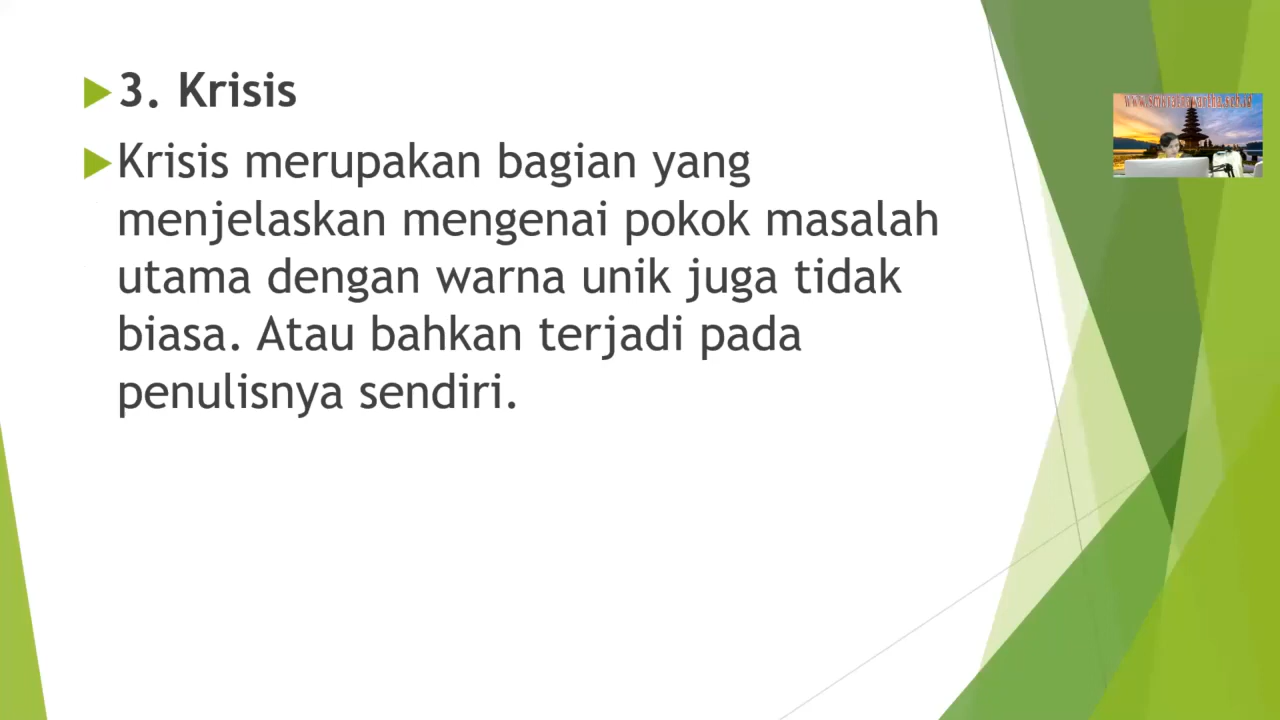 3. Krisis
Krisis merupakan bagian yang
menjelaskan mengenai pokok masalah
utama dengan warna unik juga tidak
biasa. Atau bahkan terjadi pada
penulisnya sendiri.